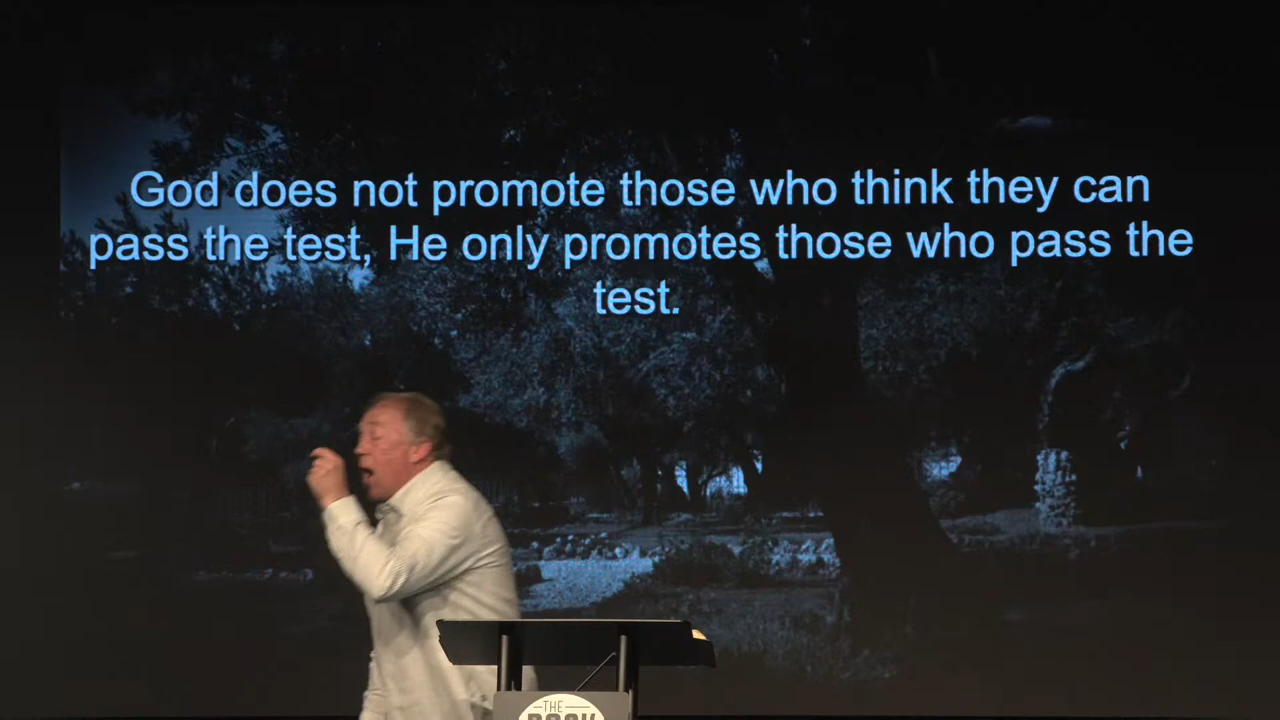 God does not promote those who think they can
pass the test, He only promotes those who pass the
test.
THE